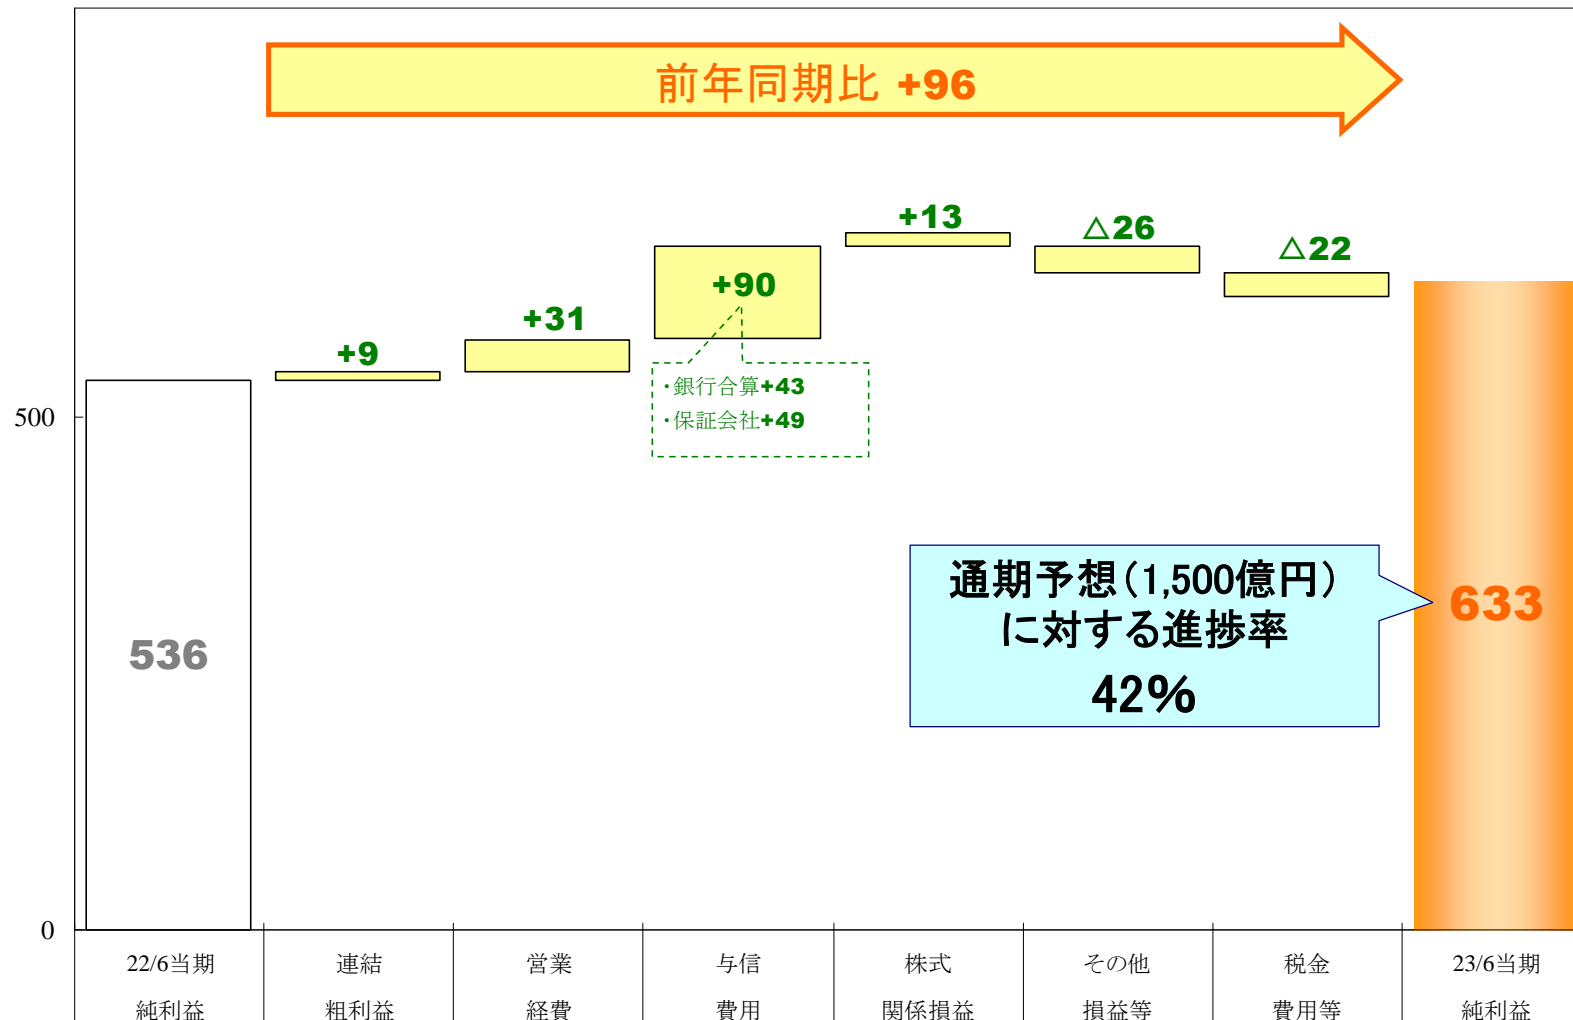 前年同期比 +96
+13
△26
△22
+90
+31
+9
・銀行合算+43
・保証会社+49
500
通期予想(1,500億円)
に対する進捗率
42%
633
536
0
22/6当期
純利益
連結
粗利益
営業
経費
与信
費用
株式
関係損益
その他
損益等
税金
費用等
23/6当期
純利益